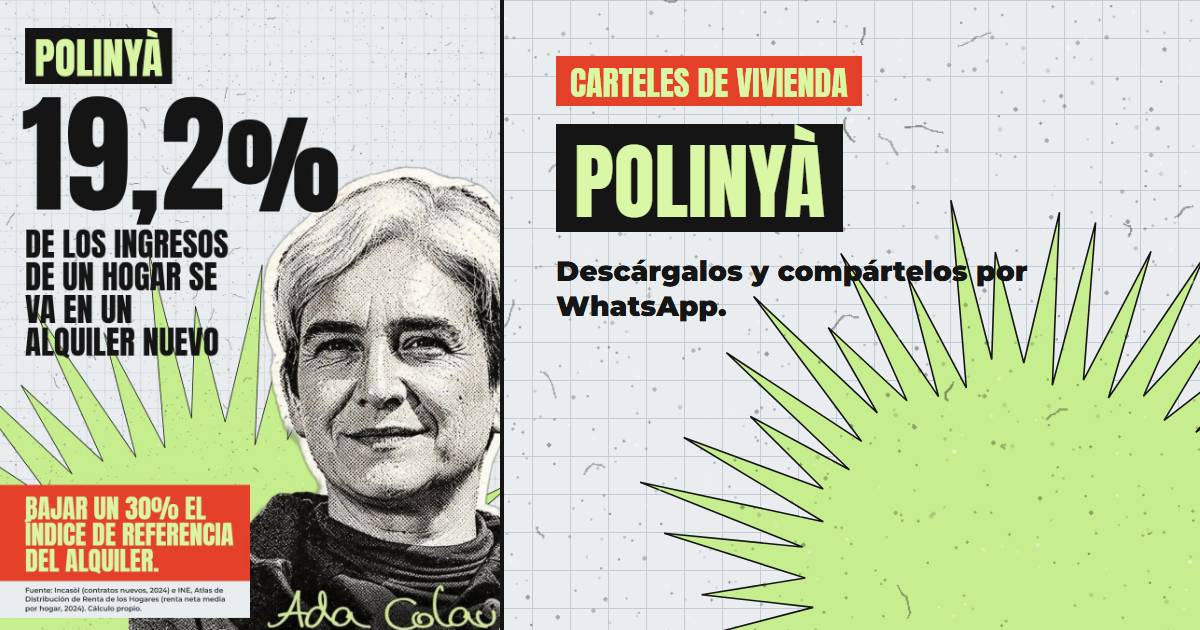 POLINYÀ
19,2%
DE LOS INGRESOS
DE UN HOGAR SE
VA EN UN
ALQUILER NUEVO
BAJAR UN 30% EL
ÍNDICE DE REFERENCIA
DEL ALQUILER.
Fuente: Incasòl (contratos nuevos, 2024) e INE, Atlas de
Distribución de Renta de los Hogares (renta neta media
por hogar, 2024). Cálculo propio.
Ada Colau
CARTELES DE VIVIENDA
POLINYÀ
Descárgalos y compártelos por
WhatsApp.